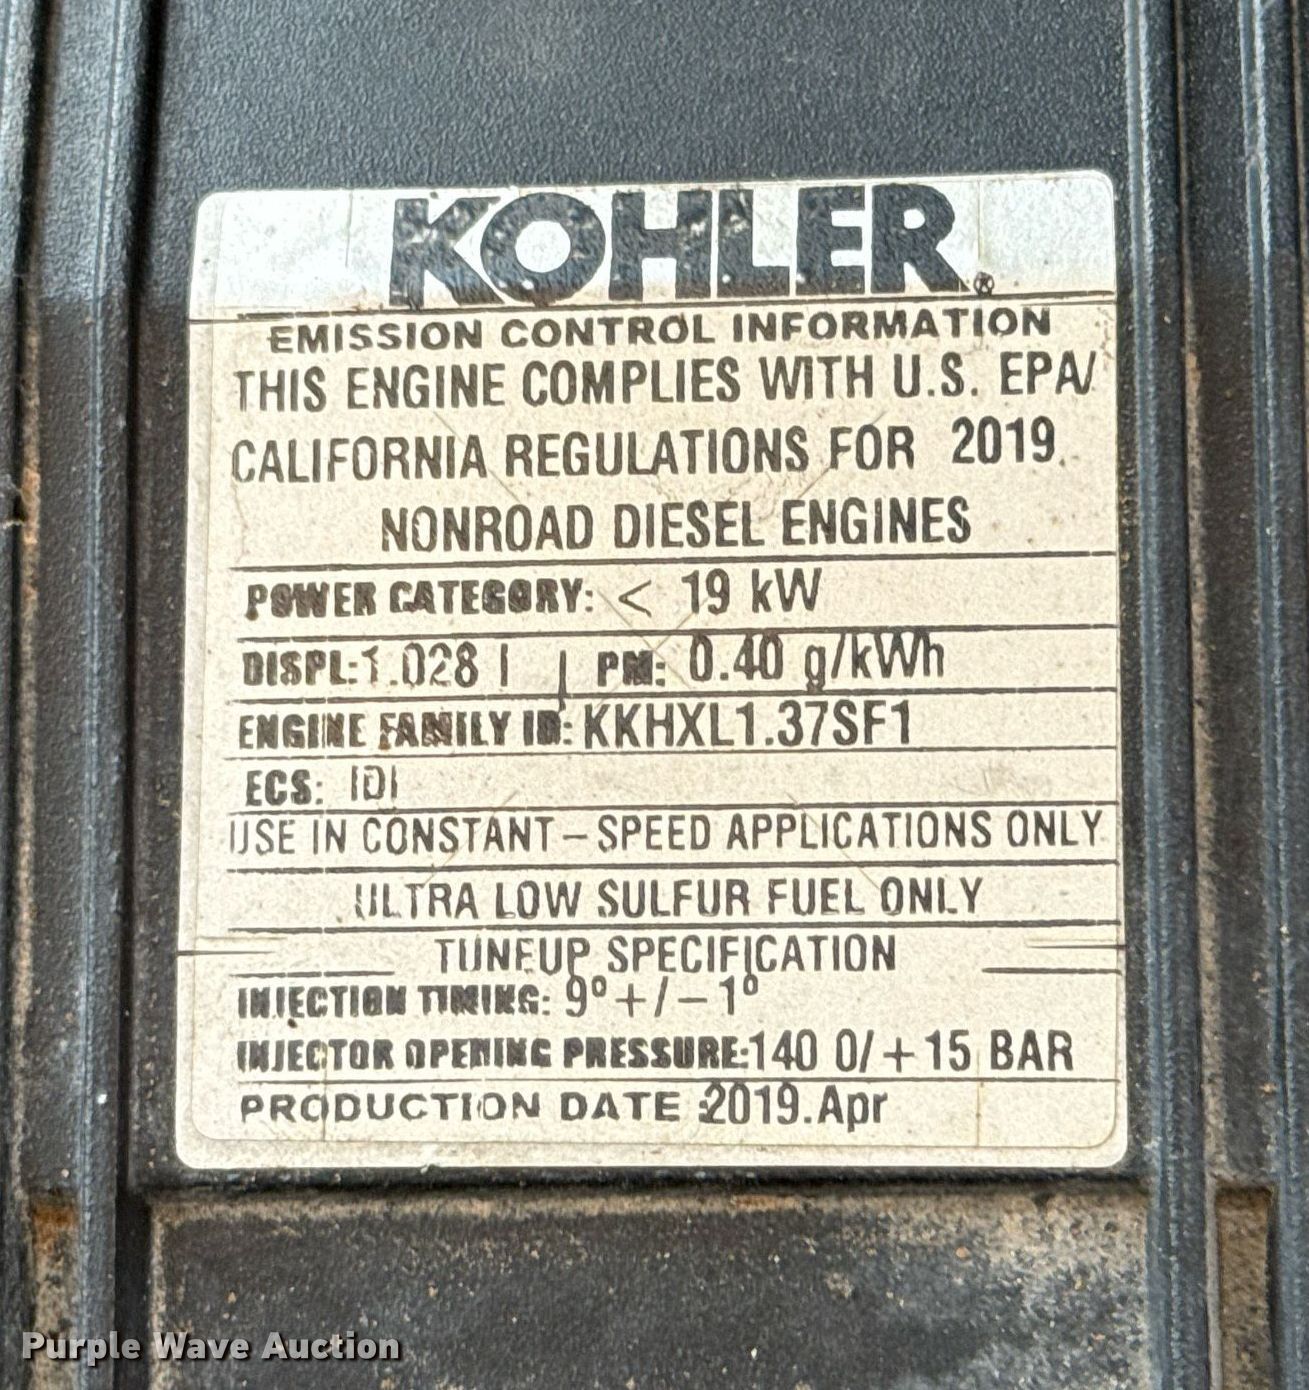 KOHLER®
EMISSION CONTROL INFORMATION
THIS ENGINE COMPLIES WITH U.S. EPA/
CALIFORNIA REGULATIONS FOR 2019
NONROAD DIESEL ENGINES
POWER CATEGORY: < 19 kW
DISPL: 1.028 l | PM: 0.40 g/kWh
ENGINE FAMILY ID: KKHXL1.37SF1
ECS: IDI
USE IN CONSTANT - SPEED APPLICATIONS ONLY
ULTRA LOW SULFUR FUEL ONLY
TUNEUP SPECIFICATION
INJECTION TIMING: 9° +/- 1°
INJECTOR OPENING PRESSURE: 140 0/ + 15 BAR
PRODUCTION DATE : 2019.Apr
Purple Wave Auction